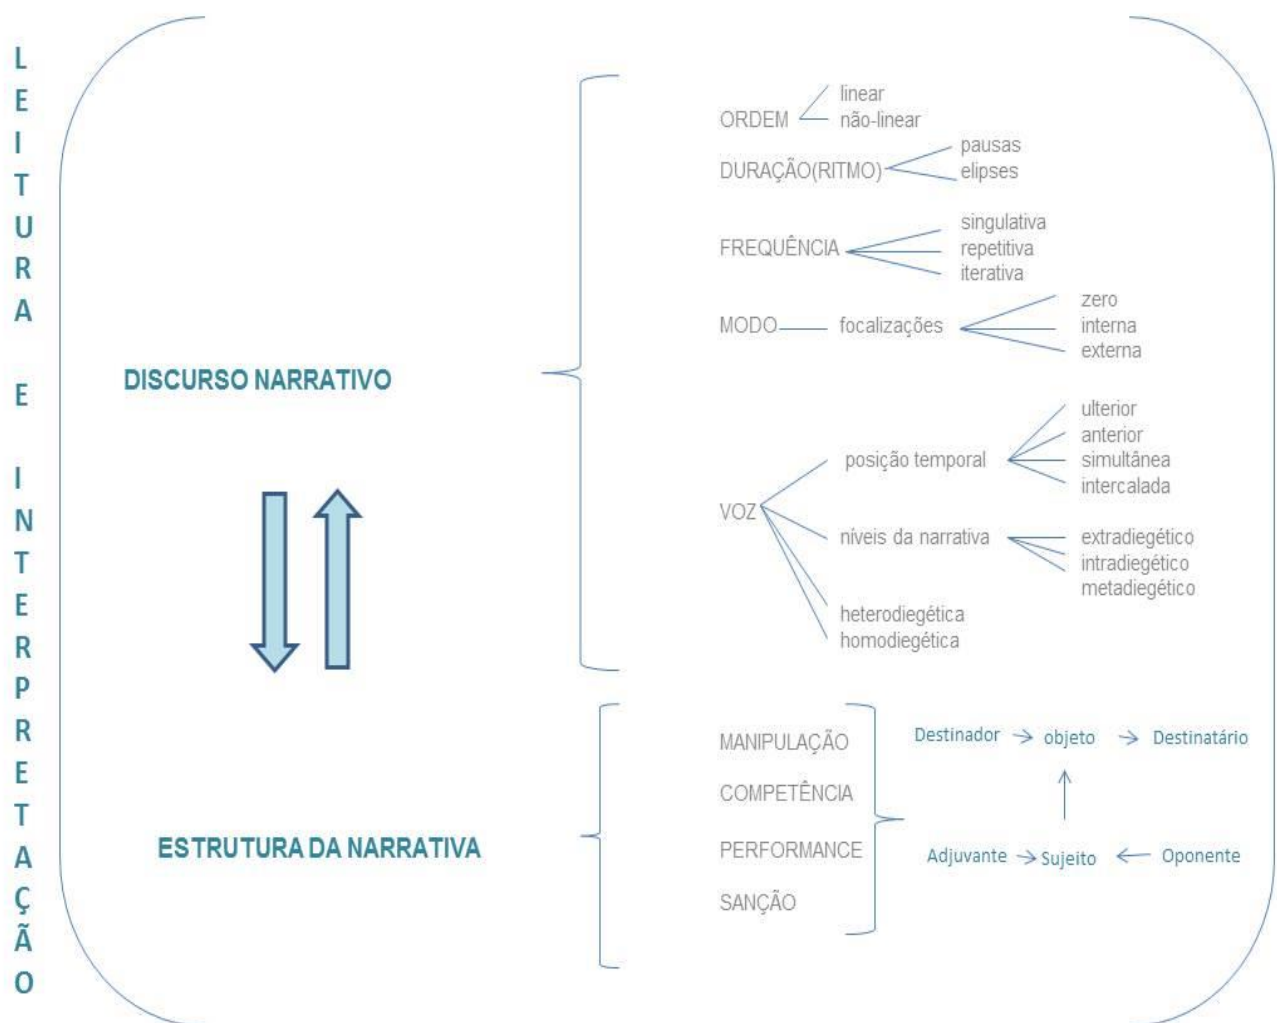 LEITURA E INTERPRETAÇÃO
linear
ORDEM
não-linear
pausas
DURAÇÃO(RITMO)
elipses
singulativa
FREQUÊNCIA
repetitiva
iterativa
zero
MODO
focalizações
interna
externa
DISCURSO NARRATIVO
ulterior
anterior
posição temporal
simultânea
intercalada
VOZ
níveis da narrativa
extradiegético
intradiegético
metadiegético
heterodiegética
homodiegética
MANIPULAÇÃO
Destinador objeto Destinatário
COMPETÊNCIA
ESTRUTURA DA NARRATIVA
PERFORMANCE
Adjuvante Sujeito Oponente
SANÇÃO